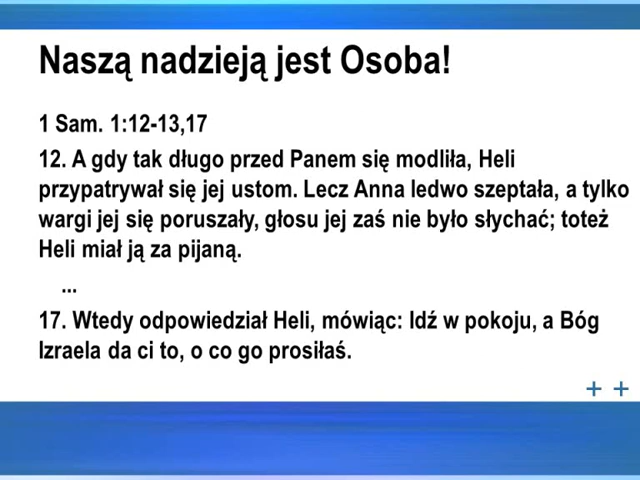 Naszą nadzieją jest Osoba!
1 Sam. 1:12-13,17
12. A gdy tak długo przed Panem się modliła, Heli
przypatrywał się jej ustom. Lecz Anna ledwo szeptała, a tylko
wargi jej się poruszały, głosu jej zaś nie było słychać; toteż
Heli miał ją za pijaną.
...
17. Wtedy odpowiedział Heli, mówiąc: Idź w pokoju, a Bóg
Izraela da ci to, o co go prosiłaś.
+ +